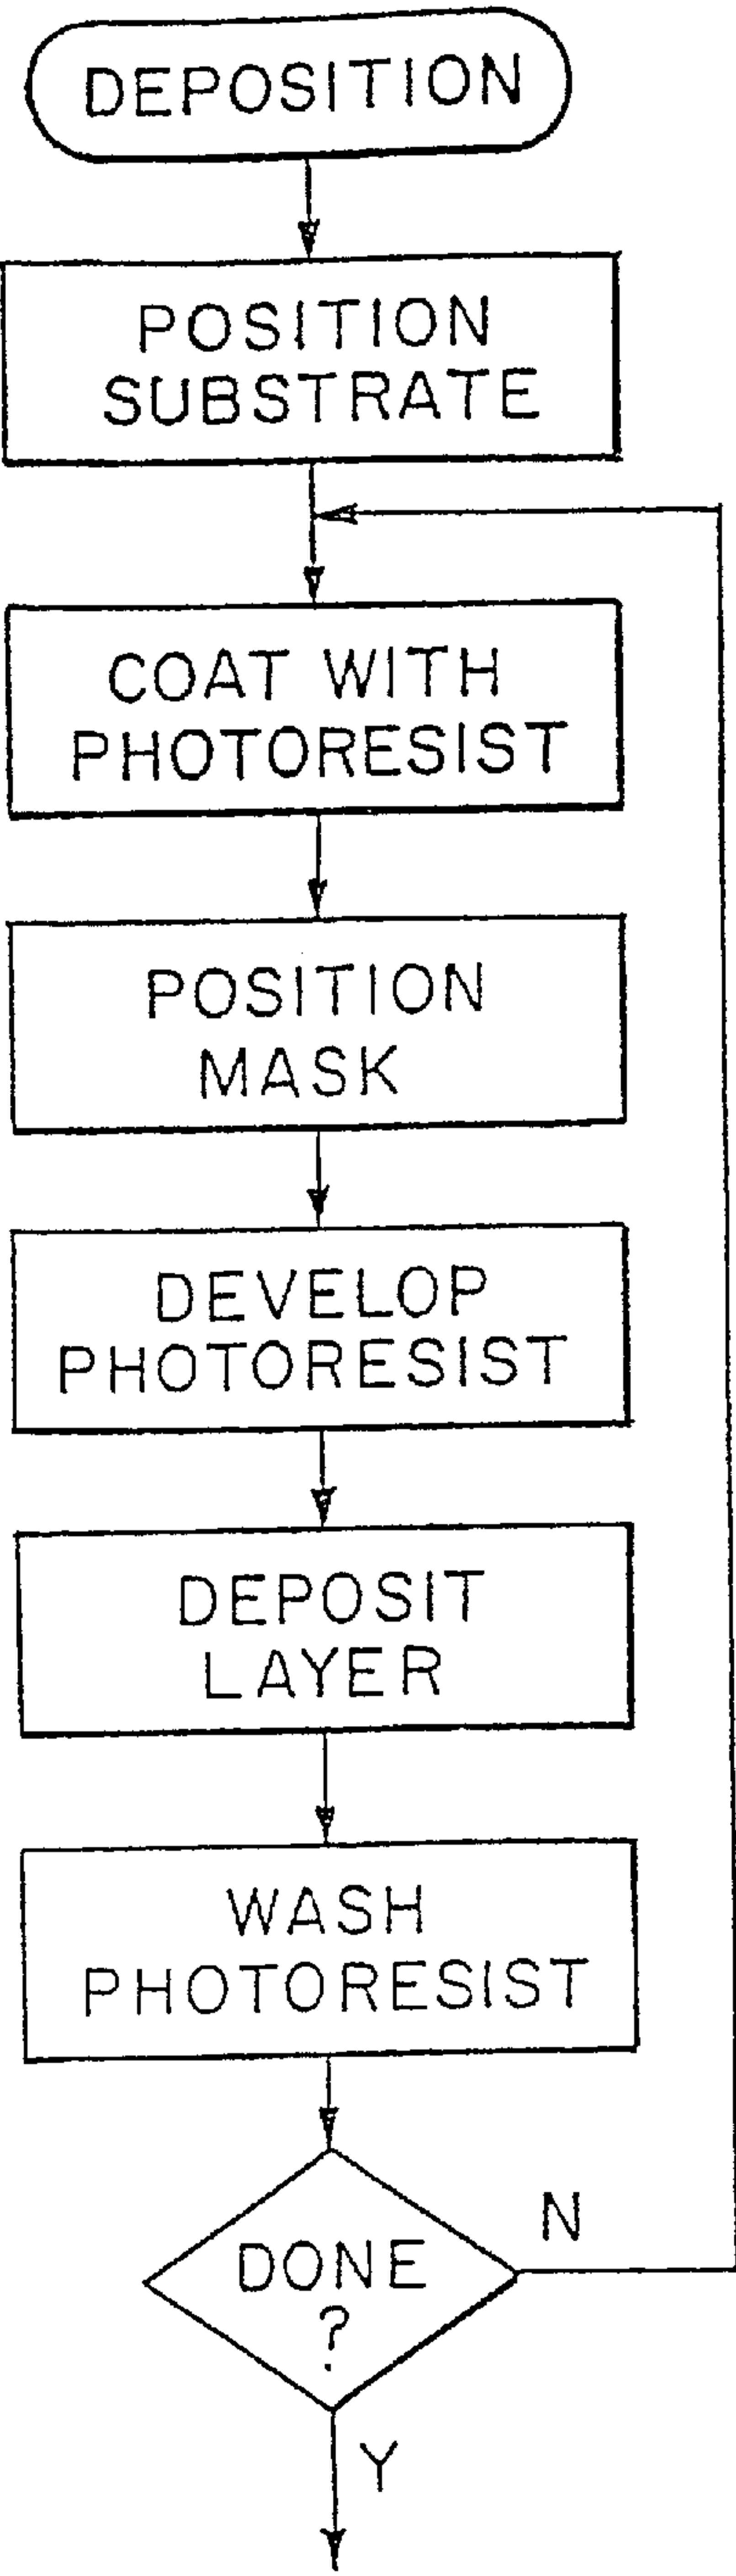 DEPOSITION
POSITION
SUBSTRATE
COAT WITH
PHOTORESIST
POSITION
MASK
DEVELOP
PHOTORESIST
DEPOSIT
LAYER
WASH
PHOTORESIST
DONE
?
N
Y